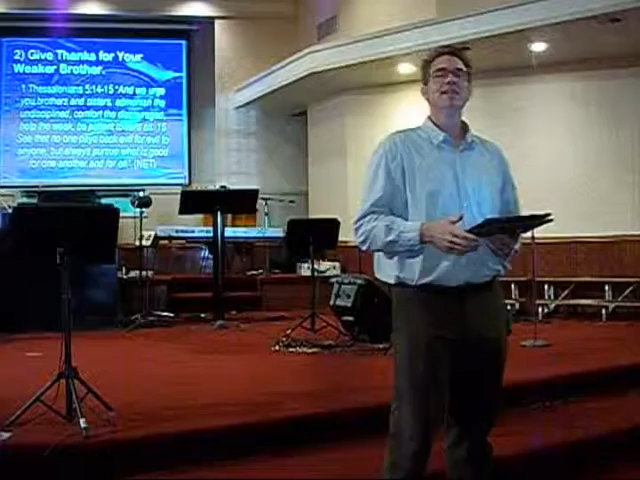 2) Give Thanks for Your
Weaker Brother.
1 Thessalonians 5:14-15 "And we urge
you,brothers and sisters, admonish the
undisciplined, comfort the discouraged,
help the weak, be patient toward all. 15
See that no one pays back evil for evil to
anyone, but always pursue what is good
for one another and for all." (NET)